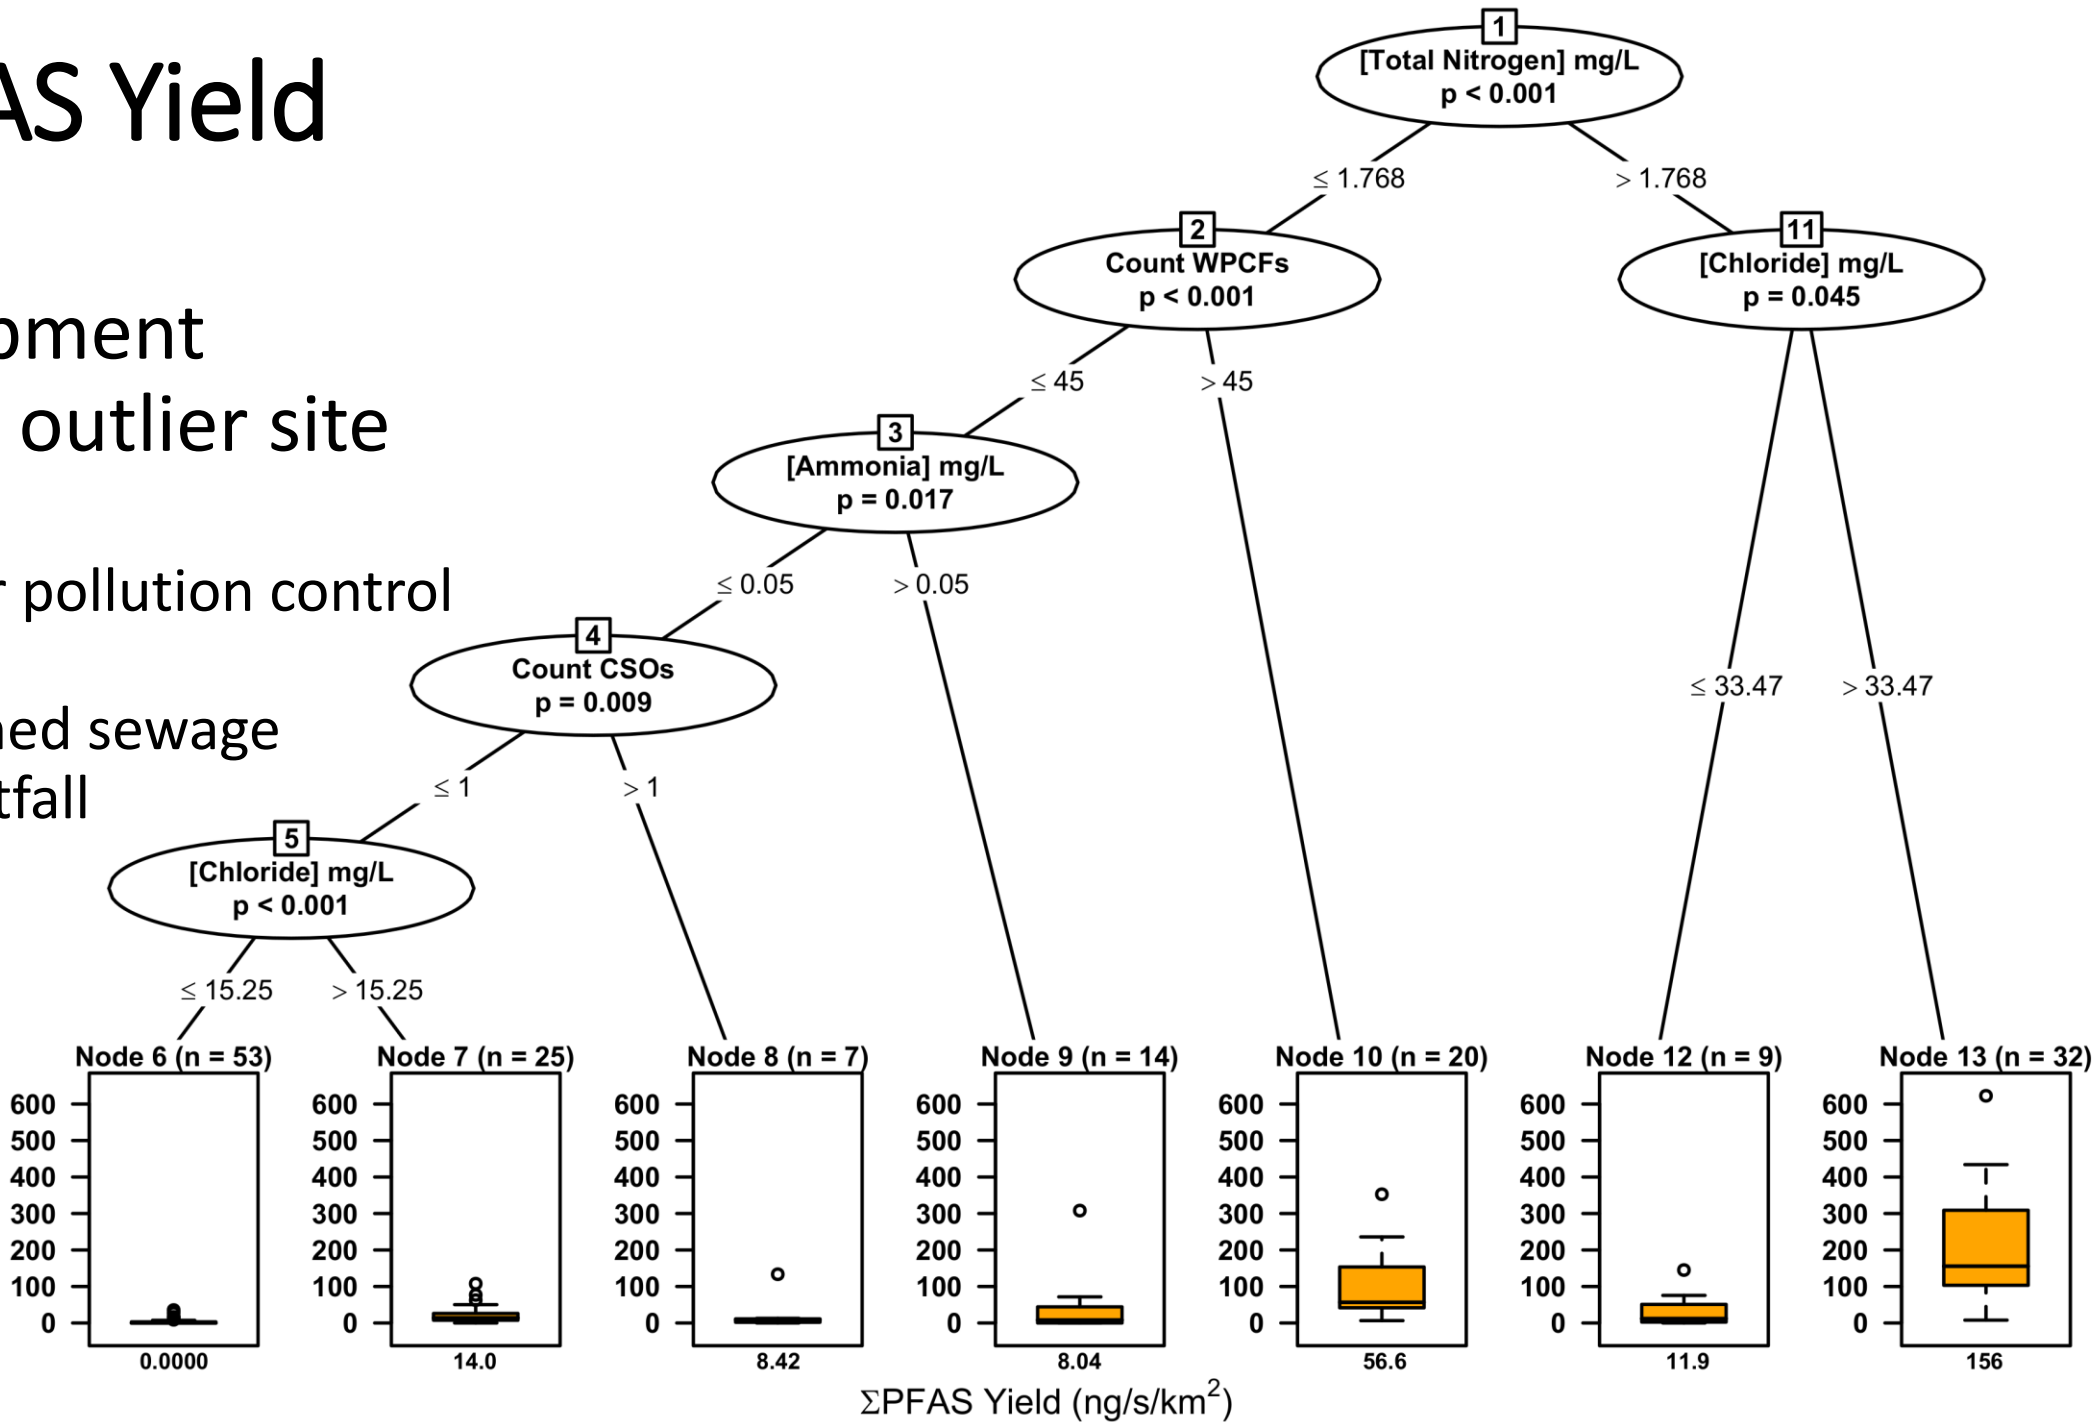 AS Yield
pment
outlier site
r pollution control
ned sewage
tfall
1
[Total Nitrogen] mg/L
p < 0.001
≤ 1.768
> 1.768
2
Count WPCFs
p < 0.001
11
[Chloride] mg/L
p = 0.045
≤ 45
> 45
3
[Ammonia] mg/L
p = 0.017
≤ 0.05
> 0.05
4
Count CSOs
p = 0.009
≤ 33.47
> 33.47
≤ 1
> 1
5
[Chloride] mg/L
p < 0.001
≤ 15.25
> 15.25
Node 6 (n = 53)
600
500
400
300
200
100
0
0.0000
Node 7 (n = 25)
600
500
400
300
200
100
0
14.0
Node 8 (n = 7)
600
500
400
300
200
100
0
8.42
Node 9 (n = 14)
600
500
400
300
200
100
0
8.04
Node 10 (n = 20)
600
500
400
300
200
100
0
56.6
Node 12 (n = 9)
600
500
400
300
200
100
0
11.9
Node 13 (n = 32)
600
500
400
300
200
100
0
156
ΣPFAS Yield (ng/s/km²)